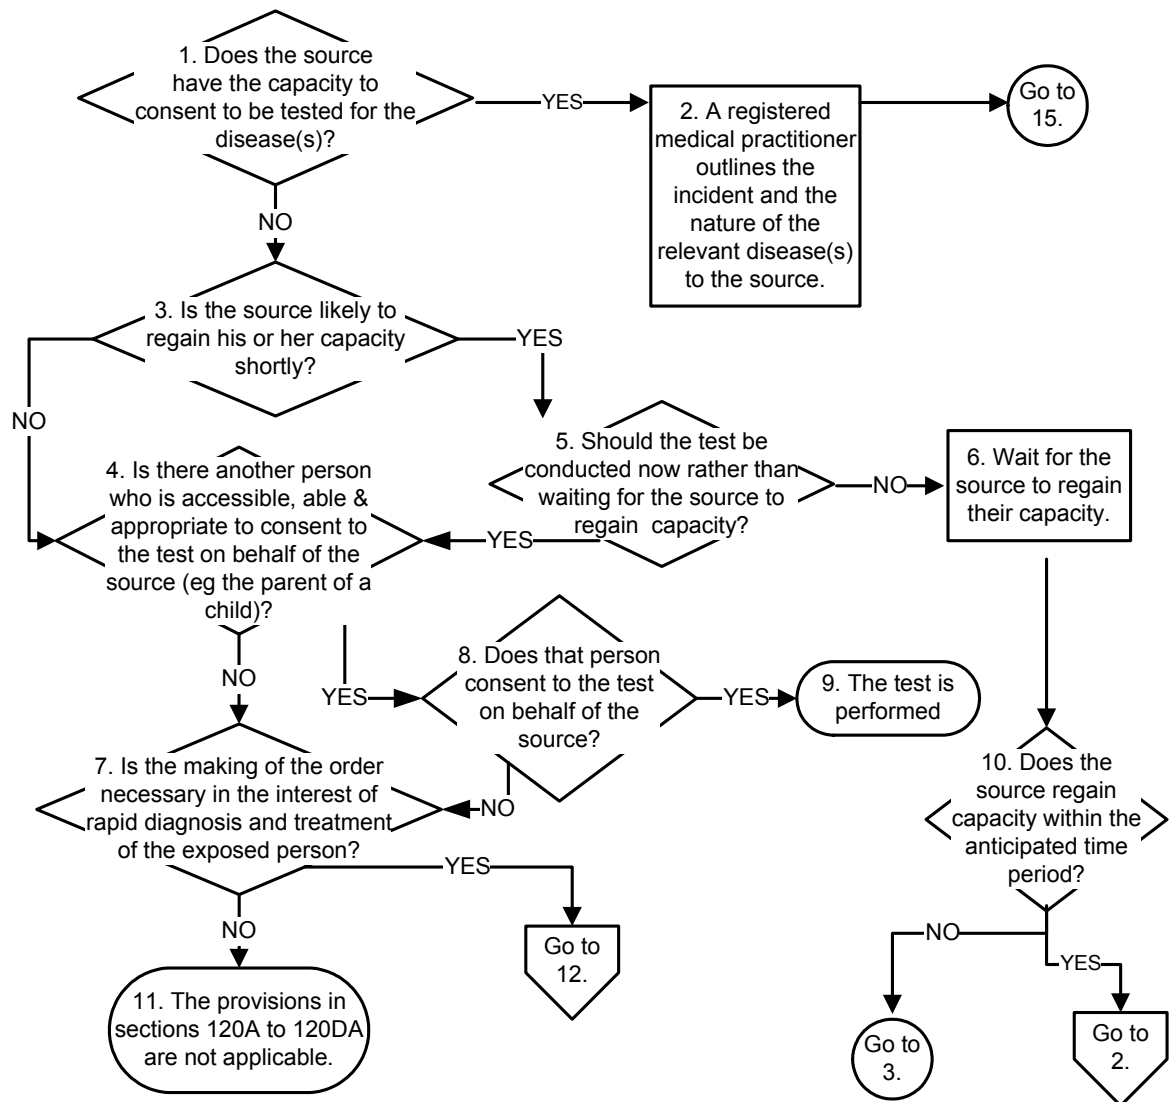 1. Does the source
have the capacity to
consent to be tested for the
disease(s)?
YES
2. A registered
medical practitioner
outlines the
incident and the
nature of the
relevant disease(s)
to the source.
Go to
15.
NO
3. Is the source likely to
regain his or her capacity
shortly?
YES
NO
4. Is there another person
who is accessible, able &
appropriate to consent to
the test on behalf of the
source (eg the parent of a
child)?
5. Should the test be
conducted now rather than
waiting for the source to
regain  capacity?
NO
6. Wait for the
source to regain
their capacity.
YES
NO
YES
8. Does that person
consent to the test
on behalf of the
source?
YES
9. The test is
performed
7. Is the making of the order
necessary in the interest of
rapid diagnosis and treatment
of the exposed person?
NO
10. Does the
source regain
capacity within the
anticipated time
period?
YES
NO
Go to
12.
11. The provisions in
sections 120A to 120DA
are not applicable.
NO
YES
Go to
3.
Go to
2.